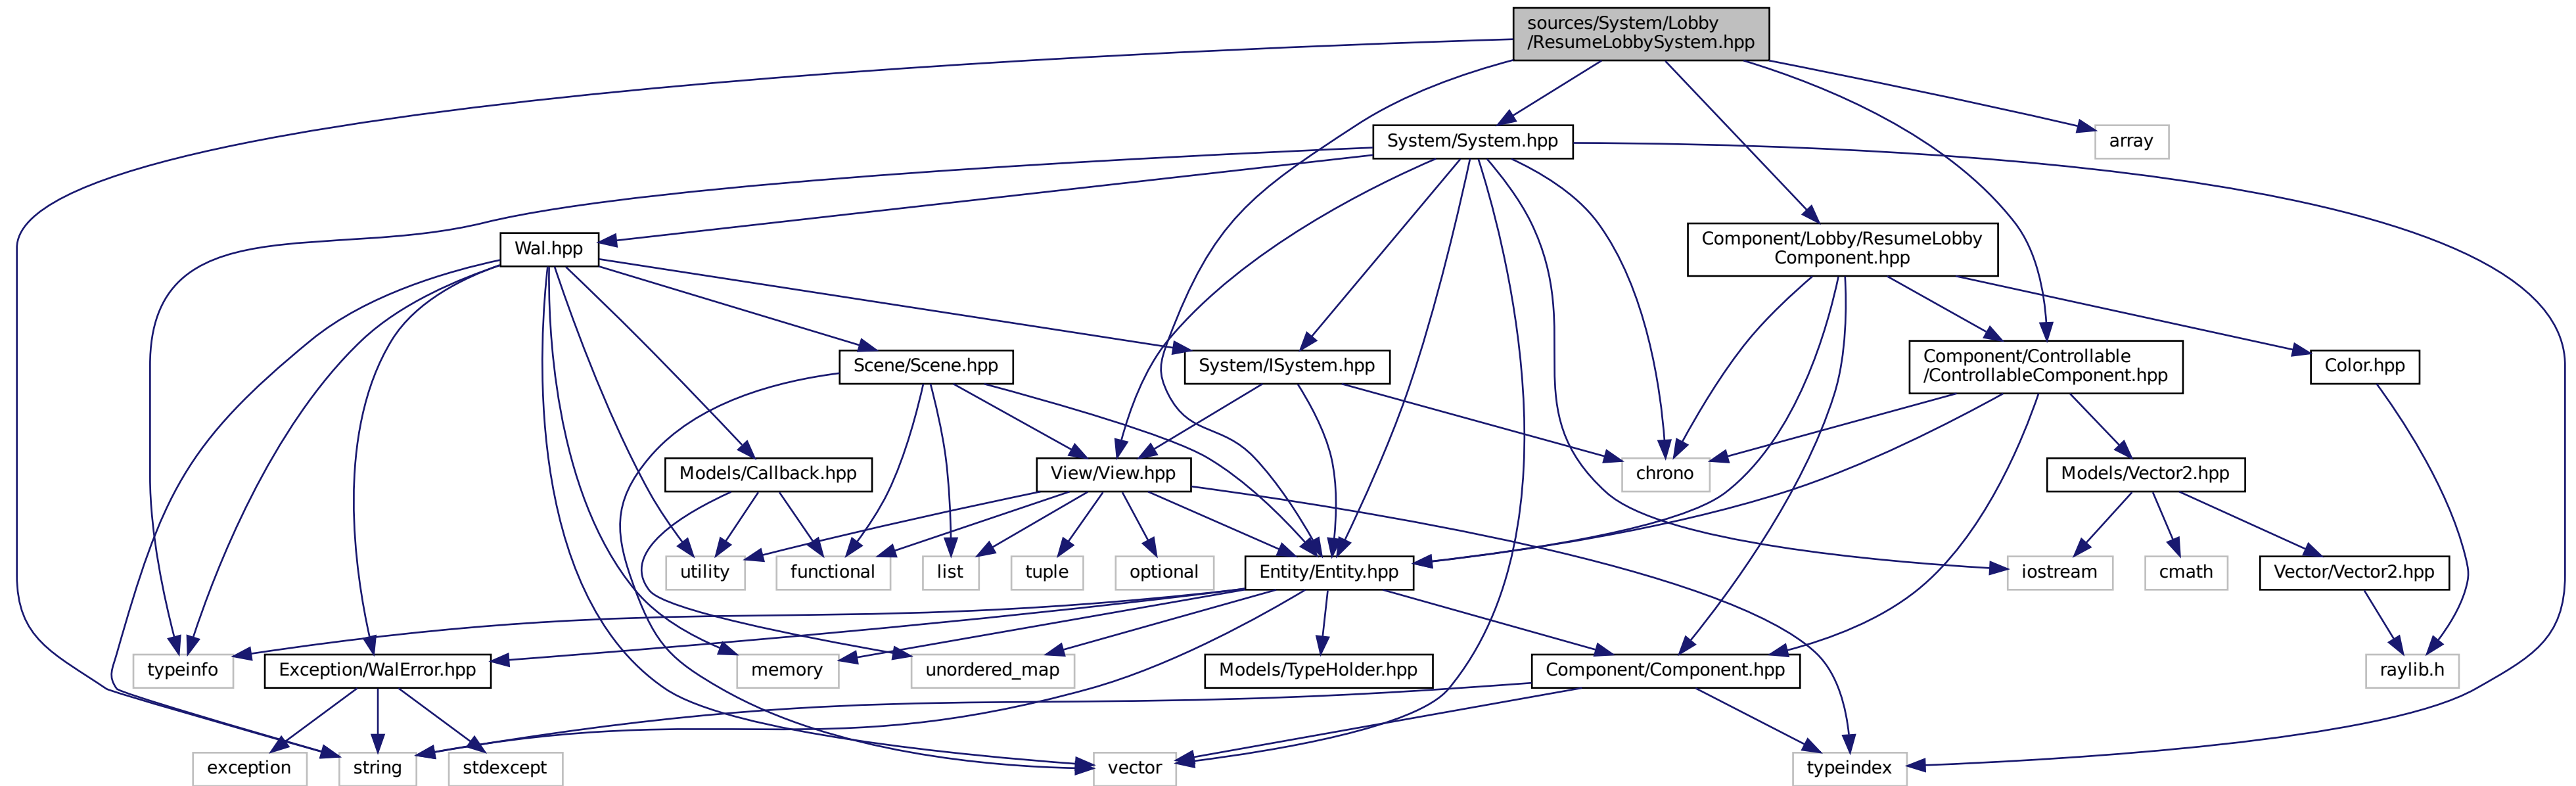 sources/System/Lobby
/ResumeLobbySystem.hpp
System/System.hpp
array
Wal.hpp
Component/Lobby/ResumeLobby
Component.hpp
Scene/Scene.hpp
System/ISystem.hpp
Component/Controllable
/ControllableComponent.hpp
Color.hpp
Models/Callback.hpp
View/View.hpp
chrono
Models/Vector2.hpp
utility
functional
list
tuple
optional
Entity/Entity.hpp
iostream
cmath
Vector/Vector2.hpp
typeinfo
Exception/WalError.hpp
memory
unordered_map
Models/TypeHolder.hpp
Component/Component.hpp
raylib.h
exception
string
stdexcept
vector
typeindex